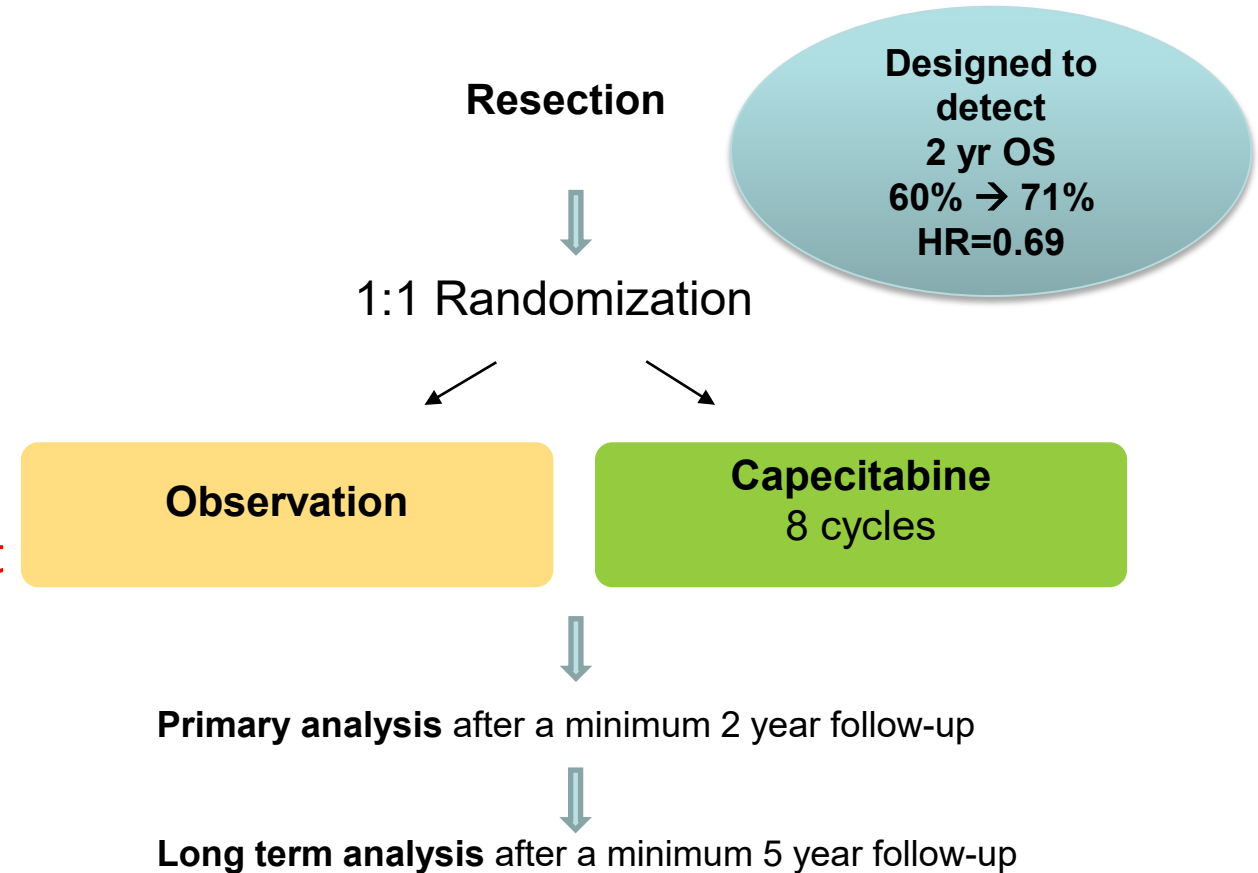 Resection
Designed to
detect
2 yr OS
60% → 71%
HR=0.69
1:1 Randomization
Observation
Capecitabine
8 cycles
Primary analysis after a minimum 2 year follow-up
Long term analysis after a minimum 5 year follow-up